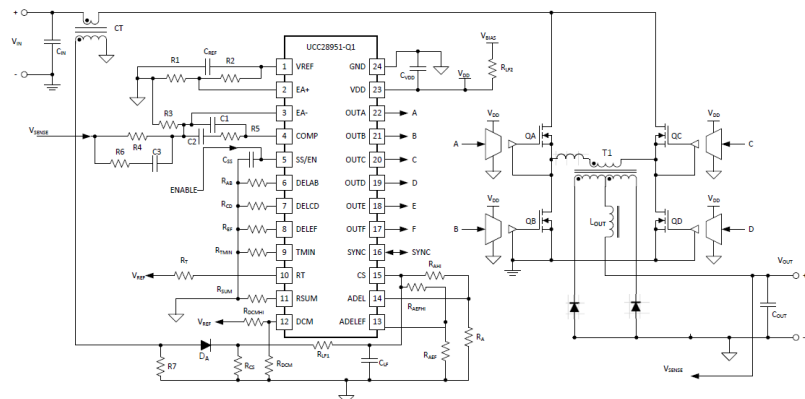 +
V_IN
-
C_IN
CT
UCC28951-Q1
R1
C_REF
R2
1 VREF
2 EA+
3 EA-
4 COMP
5 SS/EN
6 DELAB
7 DELCD
8 DELEF
9 TMIN
10 RT
11 RSUM
12 DCM
GND 24
VDD 23
OUTA 22
OUTB 21
OUTC 20
OUTD 19
OUTE 18
OUTF 17
SYNC 16
CS 15
ADEL 14
ADELEF 13
A
B
C
D
E
F
SYNC
R3
C1
V_SENSE
R4
C2
R5
R6
C3
C_SS
ENABLE
R_AB
R_CD
R_EF
R_TMIN
V_REF
R_T
R_SUM
V_REF
R_DCMHI
R7
D_A
R_CS
R_DCM
R_LF1
C_LF
R_AHI
R_AEFHI
R_AEF
R_A
C_VDD
V_DD
V_BIAS
R_LF2
V_DD
QA
A
V_DD
QB
B
T1
L_OUT
QC
V_DD
C
QD
V_DD
D
V_OUT
+
C_OUT
-
V_SENSE